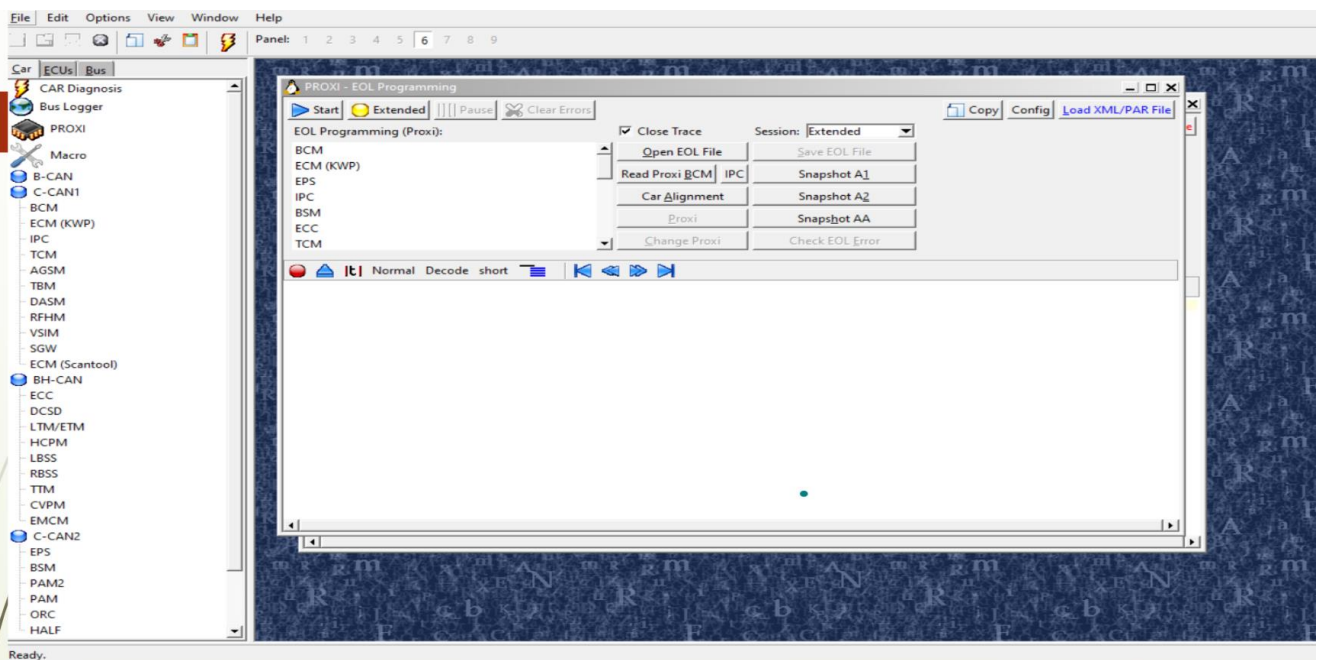 File Edit Options View Window Help
Panel: 1 2 3 4 5 6 7 8 9
Car ECUs Bus
CAR Diagnosis
Bus Logger
PROXI
Macro
B-CAN
C-CAN1
BCM
ECM (KWP)
IPC
TCM
AGSM
TBM
DASM
RFHM
VSIM
SGW
ECM (Scantool)
BH-CAN
ECC
DCSD
LTM/ETM
HCPM
LBSS
RBSS
TTM
CVPM
EMCM
C-CAN2
EPS
BSM
PAM2
PAM
ORC
HALF
PROXI - EOL Programming
Start Extended Pause Clear Errors Copy Config Load XML/PAR File
EOL Programming (Proxi): Close Trace Session: Extended
BCM
ECM (KWP)
EPS
IPC
BSM
ECC
TCM
Open EOL File Save EOL File
Read Proxi BCM IPC Snapshot A1
Car Alignment Snapshot A2
Proxi Snapshot AA
Change Proxi Check EOL Error
|t| Normal Decode short
Ready.